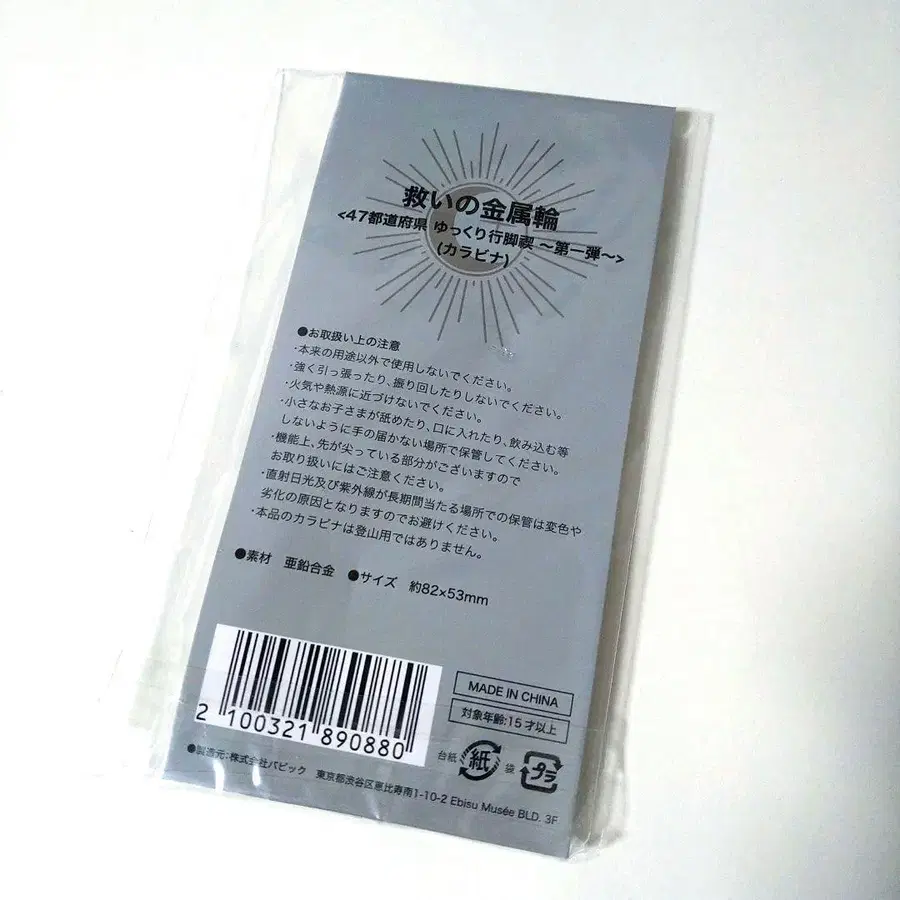 救いの金属輪
<47都道府県 ゆっくり行脚禊 〜第一弾〜>
(カラビナ)
●お取扱い上の注意
・本来の用途以外で使用しないでください。
・強く引っ張ったり、振り回したりしないでください。
・火気や熱源に近づけないでください。
・小さなお子さまが舐めたり、口に入れたり、飲み込む等
しないように手の届かない場所で保管してください。
・機能上、先が尖っている部分がございますので
お取り扱いにはご注意ください。
・直射日光及び紫外線が長期間当たる場所での保管は変色や
劣化の原因となりますのでお避けください。
・本品のカラビナは登山用ではありません。
●素材 亜鉛合金 ●サイズ 約82×53mm
2 100321 890880
MADE IN CHINA
対象年齢:15才以上
台紙 紙 袋 プラ
●製造元:株式会社バビック 東京都渋谷区恵比寿南1-10-2 Ebisu Musée BLD. 3F